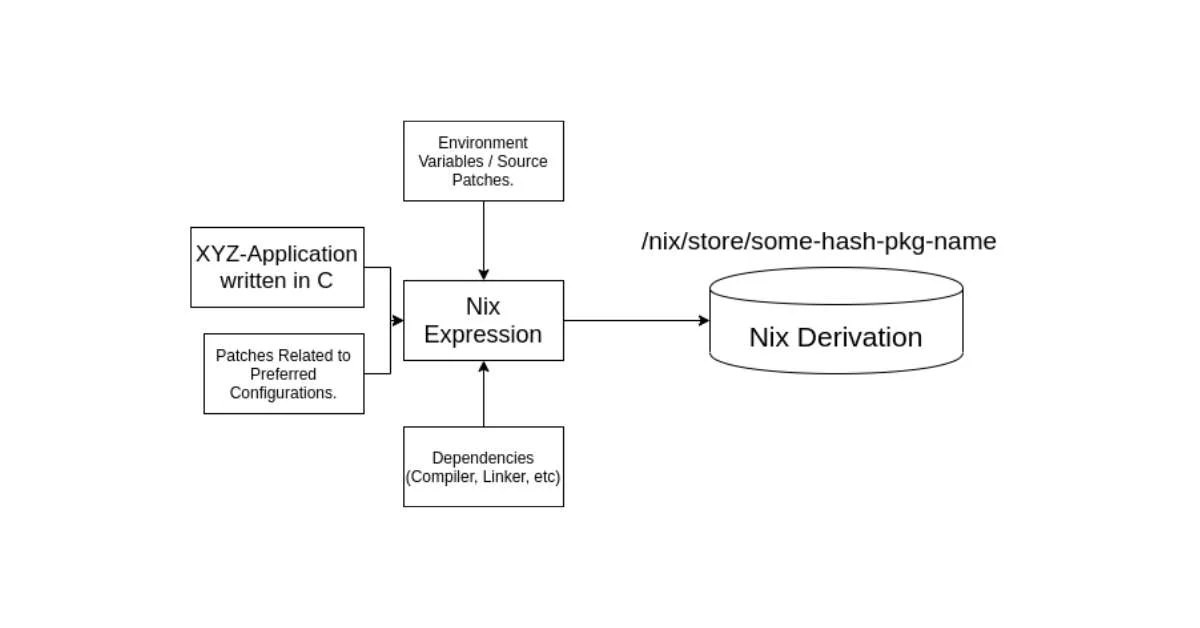 Environment
Variables / Source
Patches.
XYZ-Application
written in C
/nix/store/some-hash-pkg-name
Nix
Expression
Nix Derivation
Patches Related to
Preferred
Configurations.
Dependencies
(Compiler, Linker, etc)